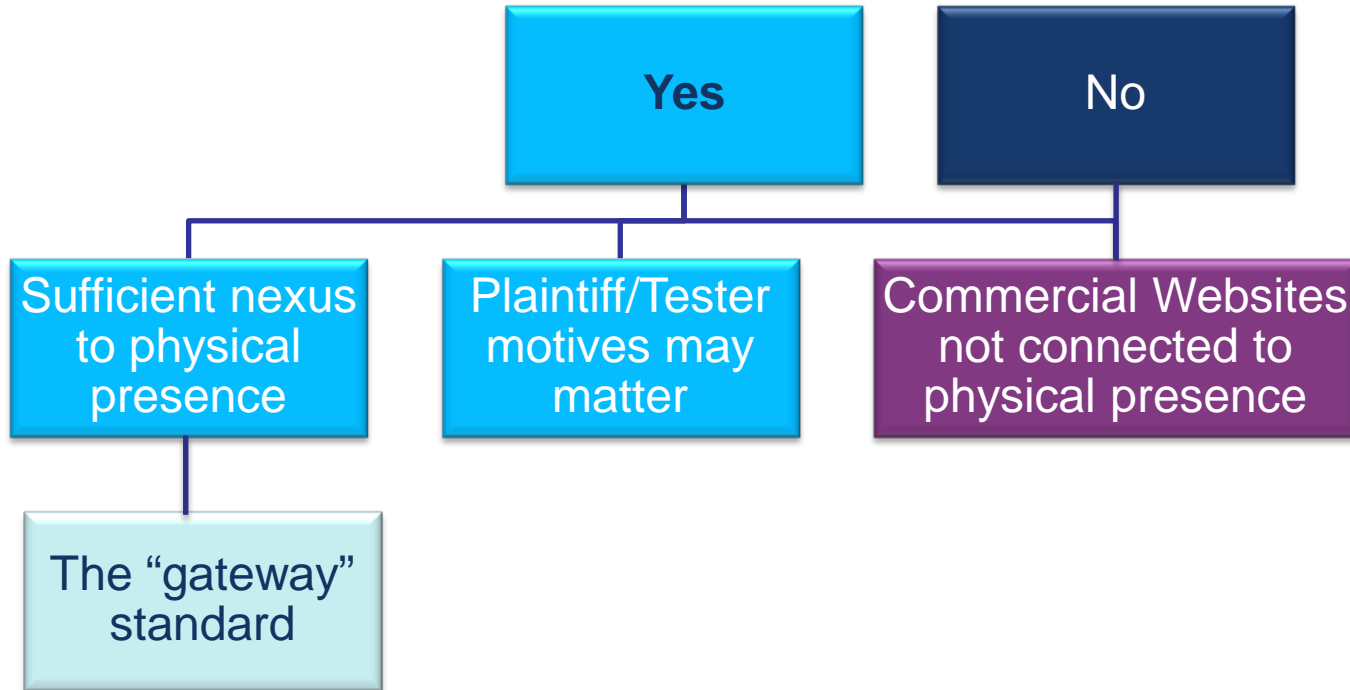 Yes
No
Sufficient nexus
to physical
presence
Plaintiff/Tester
motives may
matter
Commercial Websites
not connected to
physical presence
The “gateway”
standard